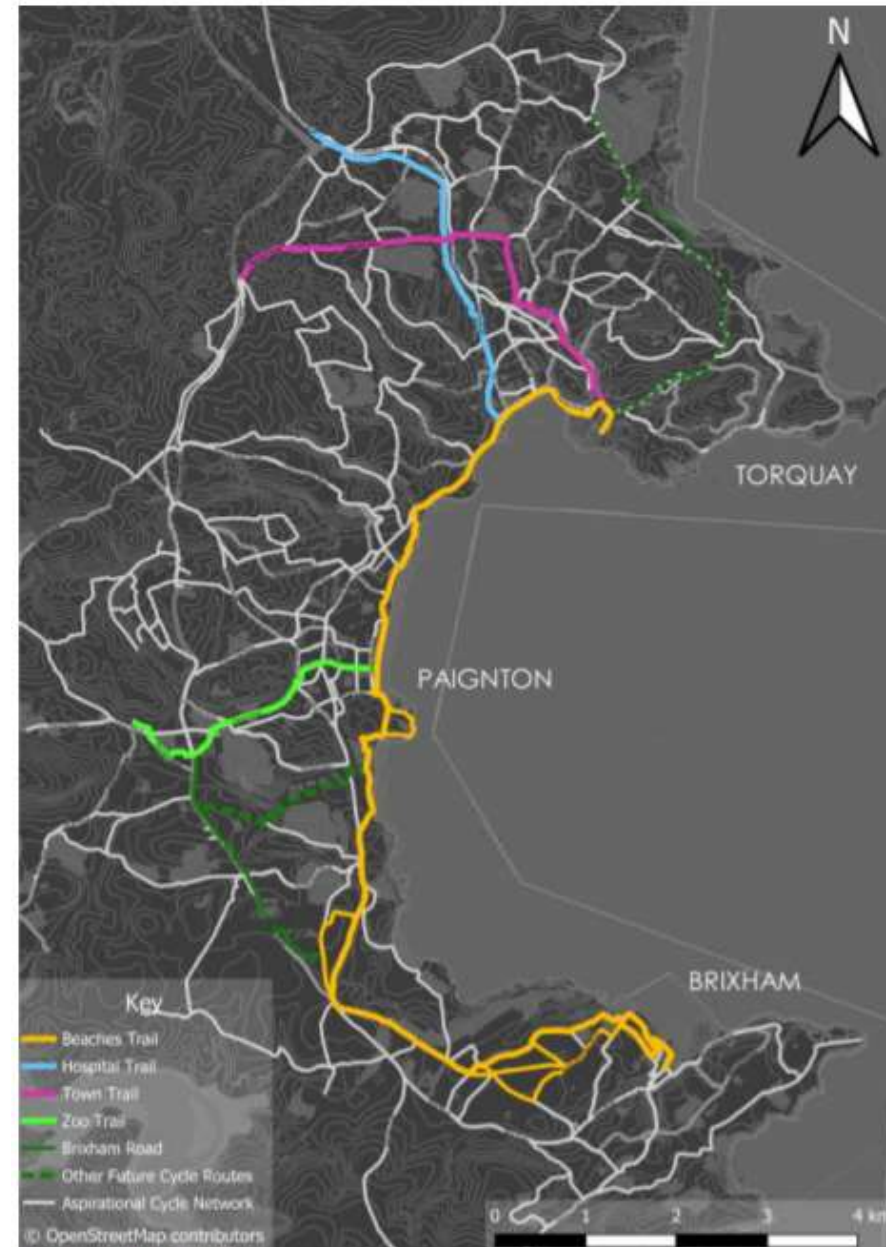 N
TORQUAY
PAIGNTON
BRIXHAM
Key
Beaches Trail
Hospital Trail
Town Trail
Zoo Trail
Brixham Road
Other Future Cycle Routes
Aspirational Cycle Network
© OpenStreetMap contributors
0 1 2 3 4 km